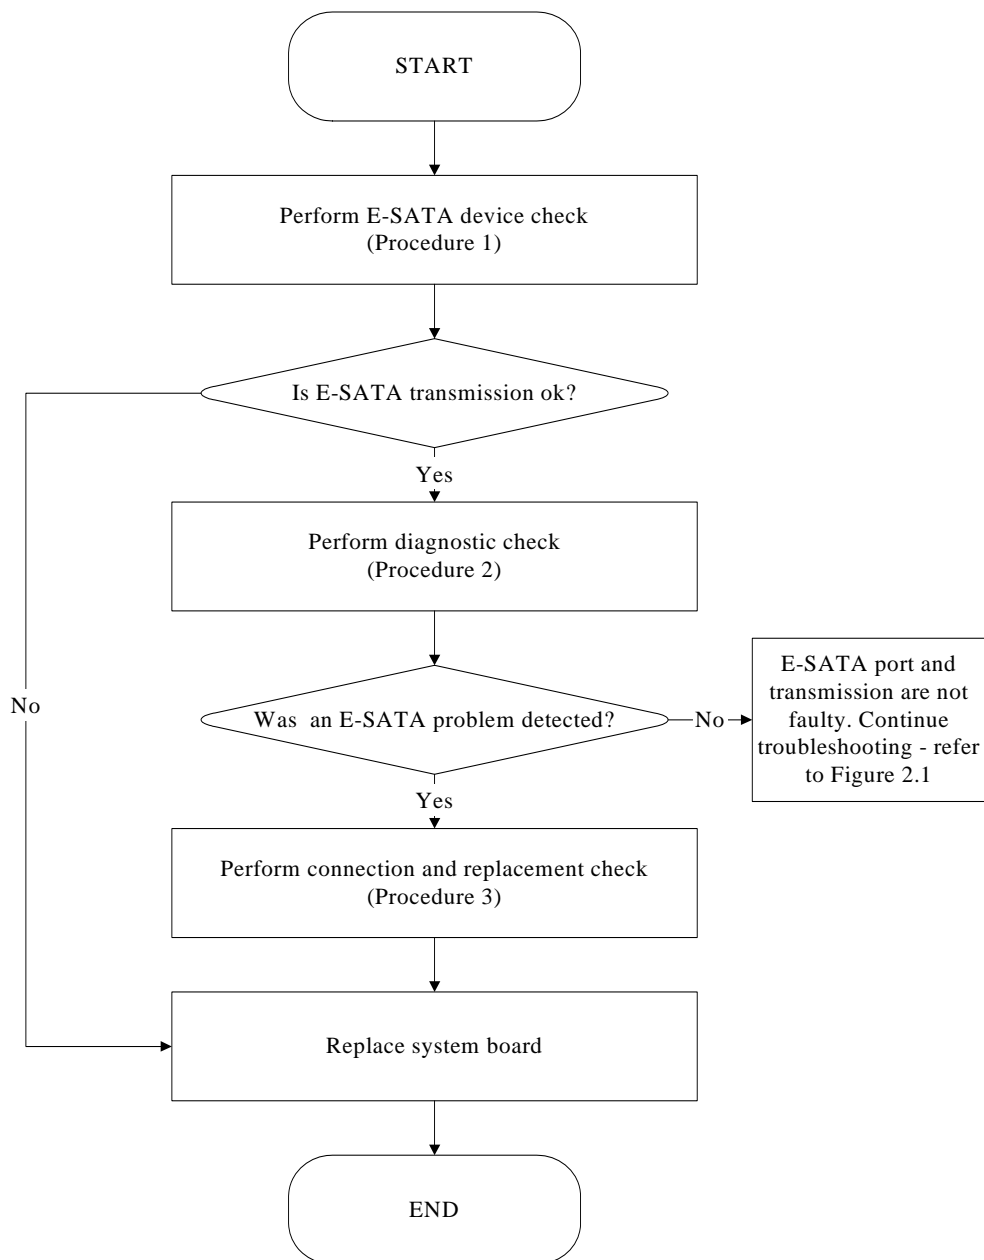 START
Perform E-SATA device check
(Procedure 1)
Is E-SATA transmission ok?
Yes
Perform diagnostic check
(Procedure 2)
No
Was an E-SATA problem detected?
No
E-SATA port and
transmission are not
faulty. Continue
troubleshooting - refer
to Figure 2.1
Yes
Perform connection and replacement check
(Procedure 3)
Replace system board
END